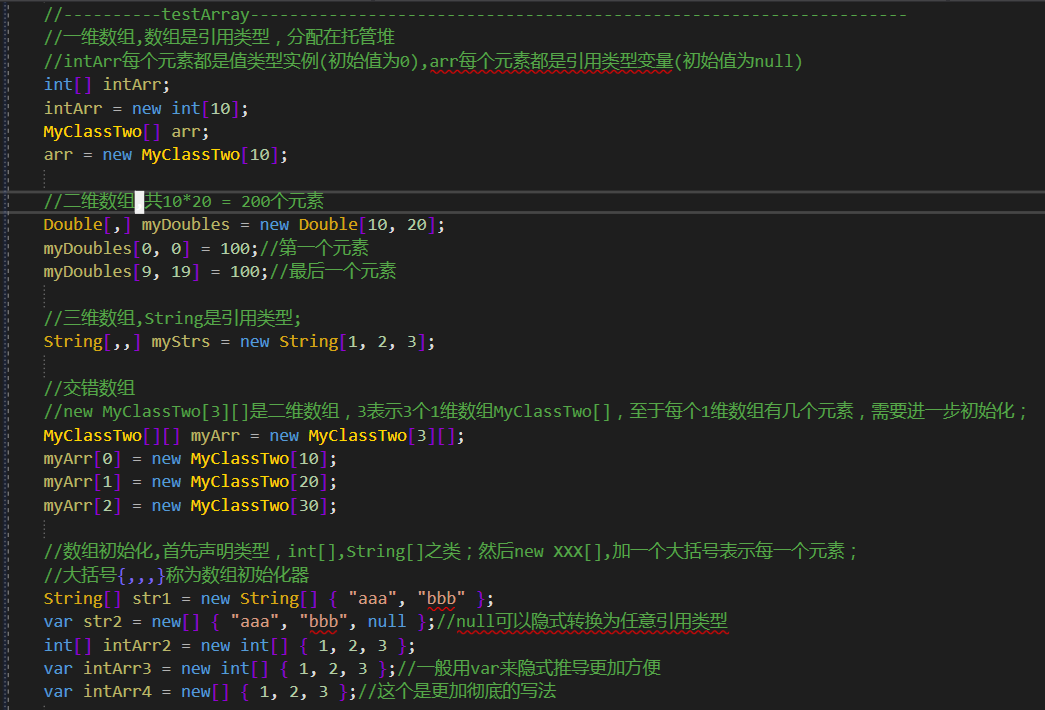 //----------testArray-------------------------------------------------------------------
//一维数组,数组是引用类型，分配在托管堆
//intArr每个元素都是值类型实例(初始值为0),arr每个元素都是引用类型变量(初始值为null)
int[] intArr;
intArr = new int[10];
MyClassTwo[] arr;
arr = new MyClassTwo[10];
//二维数组 共10*20 = 200个元素
Double[,] myDoubles = new Double[10, 20];
myDoubles[0, 0] = 100;//第一个元素
myDoubles[9, 19] = 100;//最后一个元素
//三维数组,String是引用类型;
String[,,] myStrs = new String[1, 2, 3];
//交错数组
//new MyClassTwo[3][]是二维数组，3表示3个1维数组MyClassTwo[]，至于每个1维数组有几个元素，需要进一步初始化；
MyClassTwo[][] myArr = new MyClassTwo[3][];
myArr[0] = new MyClassTwo[10];
myArr[1] = new MyClassTwo[20];
myArr[2] = new MyClassTwo[30];
//数组初始化,首先声明类型，int[],String[]之类；然后new XXX[],加一个大括号表示每一个元素；
//大括号{,,,}称为数组初始化器
String[] str1 = new String[] { "aaa", "bbb" };
var str2 = new[] { "aaa", "bbb", null };//null可以隐式转换为任意引用类型
int[] intArr2 = new int[] { 1, 2, 3 };
var intArr3 = new int[] { 1, 2, 3 };//一般用var来隐式推导更加方便
var intArr4 = new[] { 1, 2, 3 };//这个是更加彻底的写法